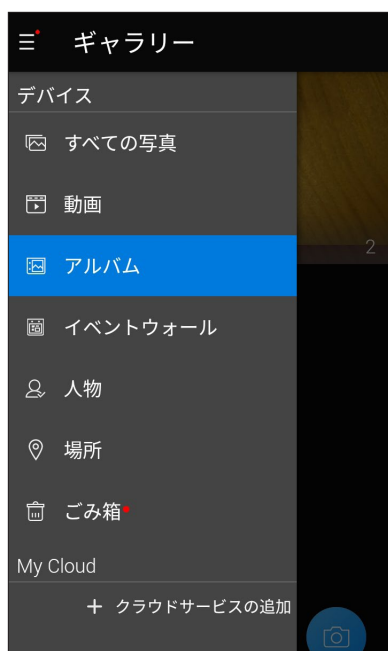 ギャラリー
デバイス
すべての写真
動画
アルバム
2
イベントウォール
人物
場所
ごみ箱
My Cloud
+ クラウドサービスの追加